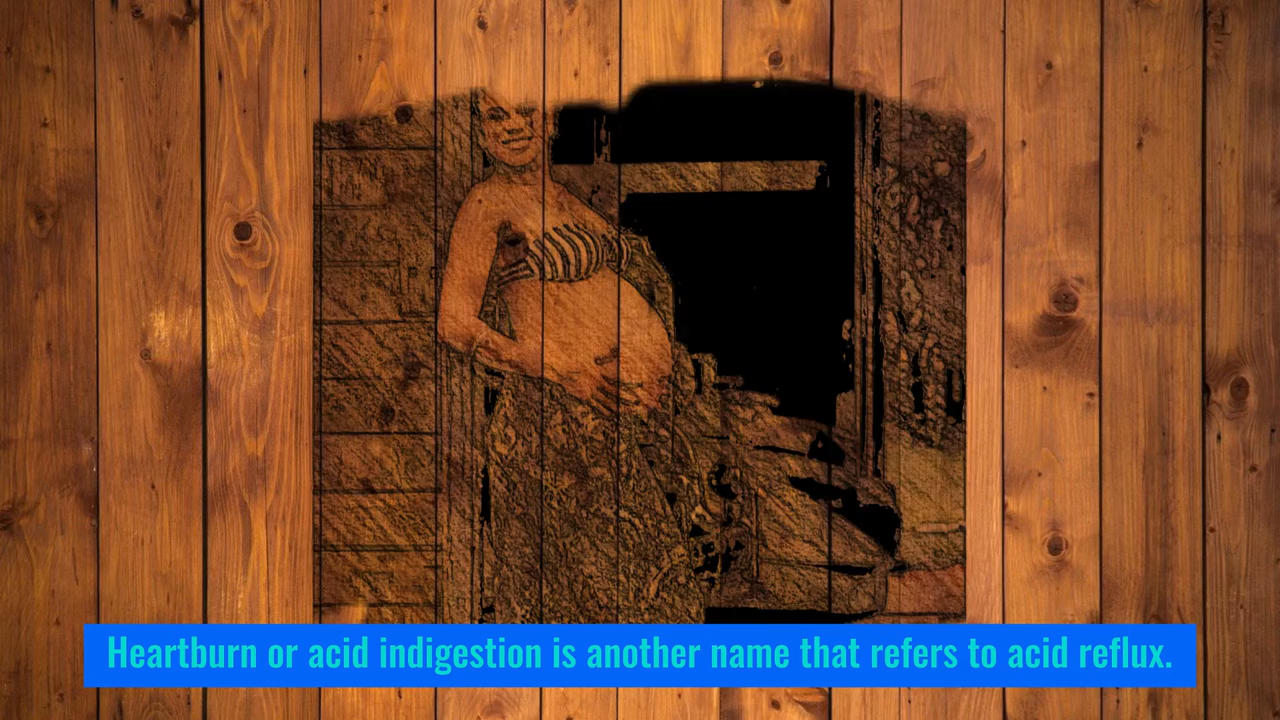 Heartburn or acid indigestion is another name that refers to acid reflux.